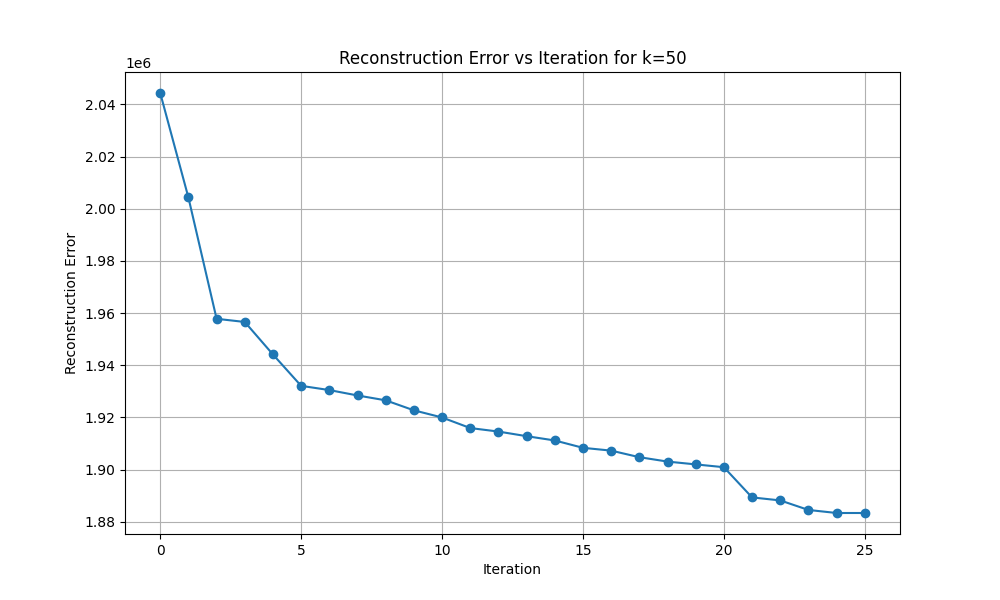 Reconstruction Error vs Iteration for k=50
1e6
2.04
2.02
2.00
1.98
1.96
1.94
1.92
1.90
1.88
Reconstruction Error
0 5 10 15 20 25
Iteration